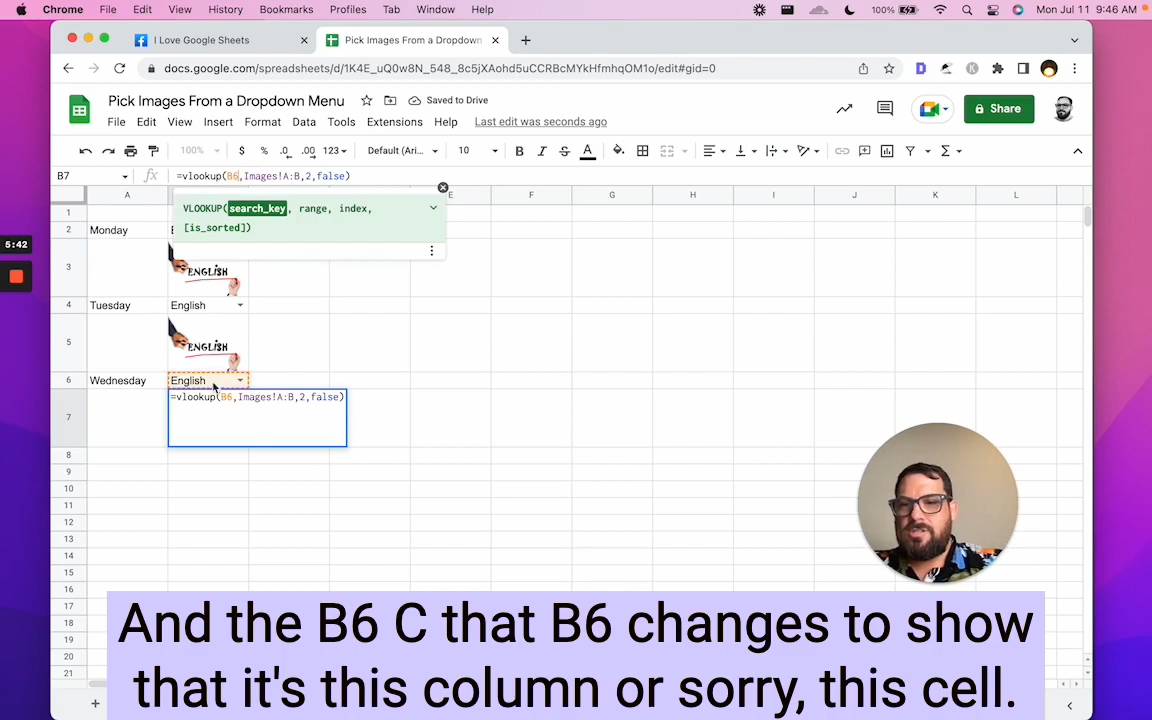 Chrome File Edit View History Bookmarks Profiles Tab Window Help 100% Mon Jul 11 9:46 AM
I Love Google Sheets × Pick Images From a Dropdown × +
docs.google.com/spreadsheets/d/1K4E_uQ0w8N_548_8c5jXAohd5uCCRBcMYkHfmhqOM1o/edit#gid=0
Pick Images From a Dropdown Menu Saved to Drive
Share
File Edit View Insert Format Data Tools Extensions Help Last edit was seconds ago
100% $ % .0 .00 123 Default (Ari... 10 B I S A
B7 fx =vlookup(B6,Images!A:B,2,false)
A E F G H I J K L
VLOOKUP(search_key, range, index,
[is_sorted])
1
2 Monday
3 ENGLISH
5:42
4 Tuesday English
5 ENGLISH
6 Wednesday English
7 =vlookup(B6,Images!A:B,2,false)
8
9
10
11
12
13
14
15
16
17
18
19
20
21
And the B6 C that B6 changes to show
that it's this column or sorry, this cell.